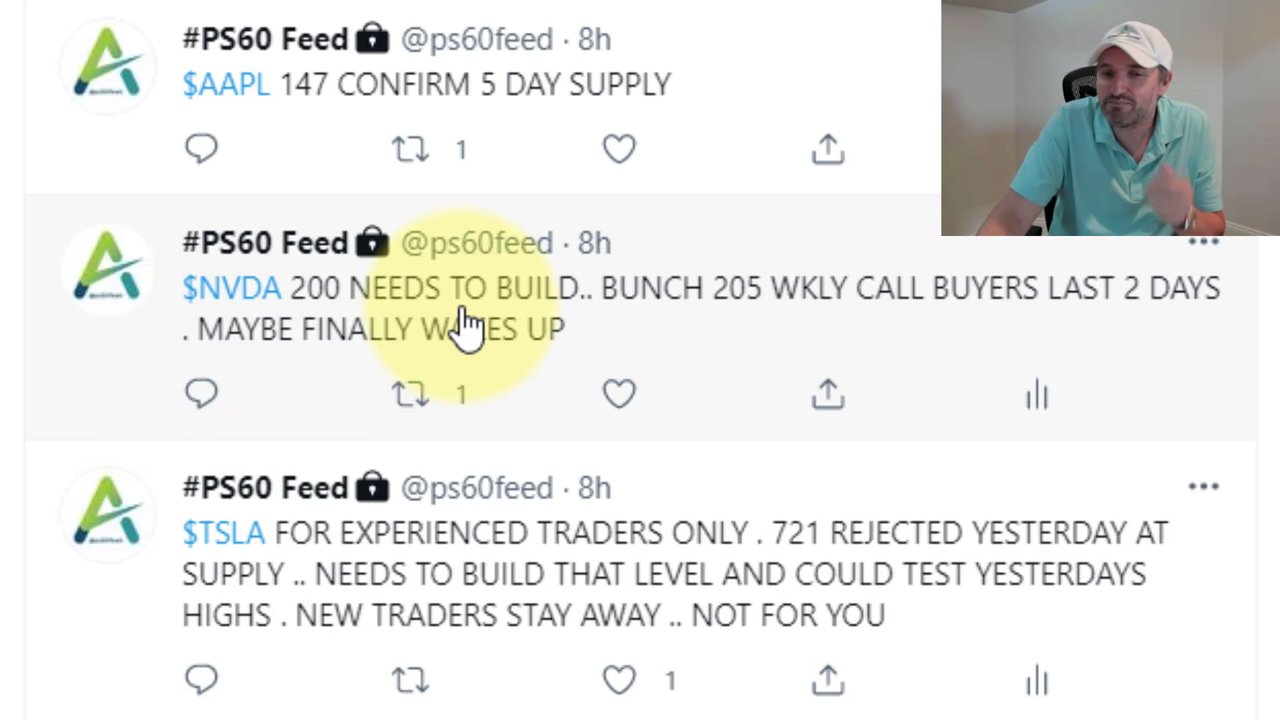 #PS60 Feed @ps60feed · 8h
$AAPL 147 CONFIRM 5 DAY SUPPLY
1
#PS60 Feed @ps60feed · 8h
$NVDA 200 NEEDS TO BUILD.. BUNCH 205 WKLY CALL BUYERS LAST 2 DAYS
. MAYBE FINALLY WAKES UP
1
#PS60 Feed @ps60feed · 8h
$TSLA FOR EXPERIENCED TRADERS ONLY . 721 REJECTED YESTERDAY AT
SUPPLY .. NEEDS TO BUILD THAT LEVEL AND COULD TEST YESTERDAYS
HIGHS . NEW TRADERS STAY AWAY .. NOT FOR YOU
1